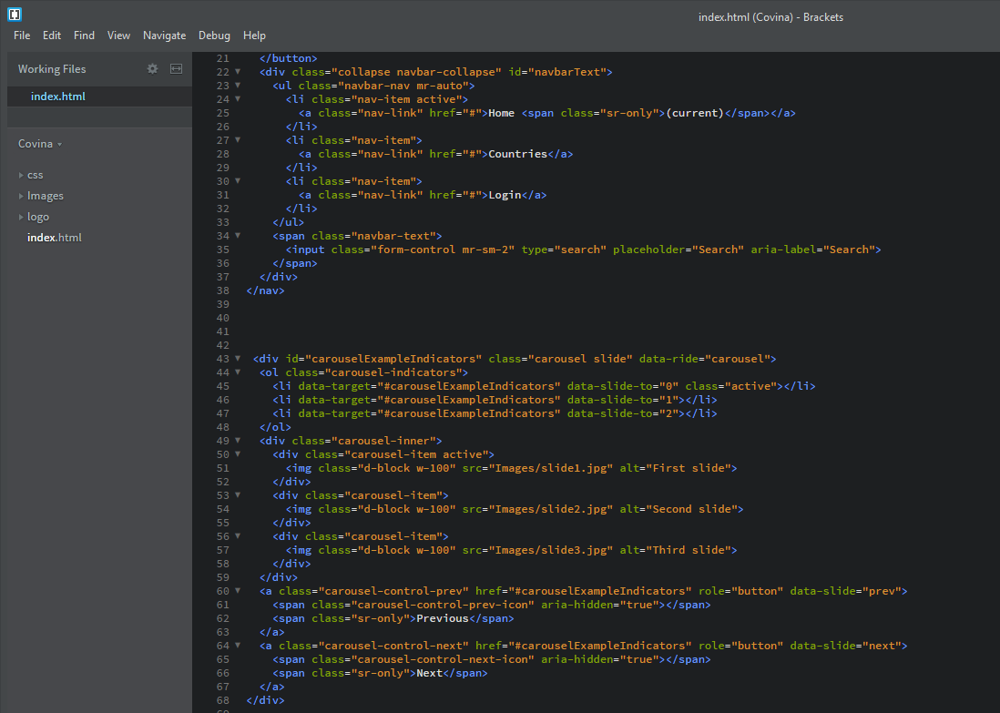 index.html (Covina) - Brackets
File Edit Find View Navigate Debug Help
Working Files
index.html
Covina
css
Images
logo
index.html
21 </button>
22 <div class="collapse navbar-collapse" id="navbarText">
23 <ul class="navbar-nav mr-auto">
24 <li class="nav-item active">
25 <a class="nav-link" href="#">Home <span class="sr-only">(current)</span></a>
26 </li>
27 <li class="nav-item">
28 <a class="nav-link" href="#">Countries</a>
29 </li>
30 <li class="nav-item">
31 <a class="nav-link" href="#">Login</a>
32 </li>
33 </ul>
34 <span class="navbar-text">
35 <input class="form-control mr-sm-2" type="search" placeholder="Search" aria-label="Search">
36 </span>
37 </div>
38 </nav>
39
40
41
42
43 <div id="carouselExampleIndicators" class="carousel slide" data-ride="carousel">
44 <ol class="carousel-indicators">
45 <li data-target="#carouselExampleIndicators" data-slide-to="0" class="active"></li>
46 <li data-target="#carouselExampleIndicators" data-slide-to="1"></li>
47 <li data-target="#carouselExampleIndicators" data-slide-to="2"></li>
48 </ol>
49 <div class="carousel-inner">
50 <div class="carousel-item active">
51 <img class="d-block w-100" src="Images/slide1.jpg" alt="First slide">
52 </div>
53 <div class="carousel-item">
54 <img class="d-block w-100" src="Images/slide2.jpg" alt="Second slide">
55 </div>
56 <div class="carousel-item">
57 <img class="d-block w-100" src="Images/slide3.jpg" alt="Third slide">
58 </div>
59 </div>
60 <a class="carousel-control-prev" href="#carouselExampleIndicators" role="button" data-slide="prev">
61 <span class="carousel-control-prev-icon" aria-hidden="true"></span>
62 <span class="sr-only">Previous</span>
63 </a>
64 <a class="carousel-control-next" href="#carouselExampleIndicators" role="button" data-slide="next">
65 <span class="carousel-control-next-icon" aria-hidden="true"></span>
66 <span class="sr-only">Next</span>
67 </a>
68 </div>